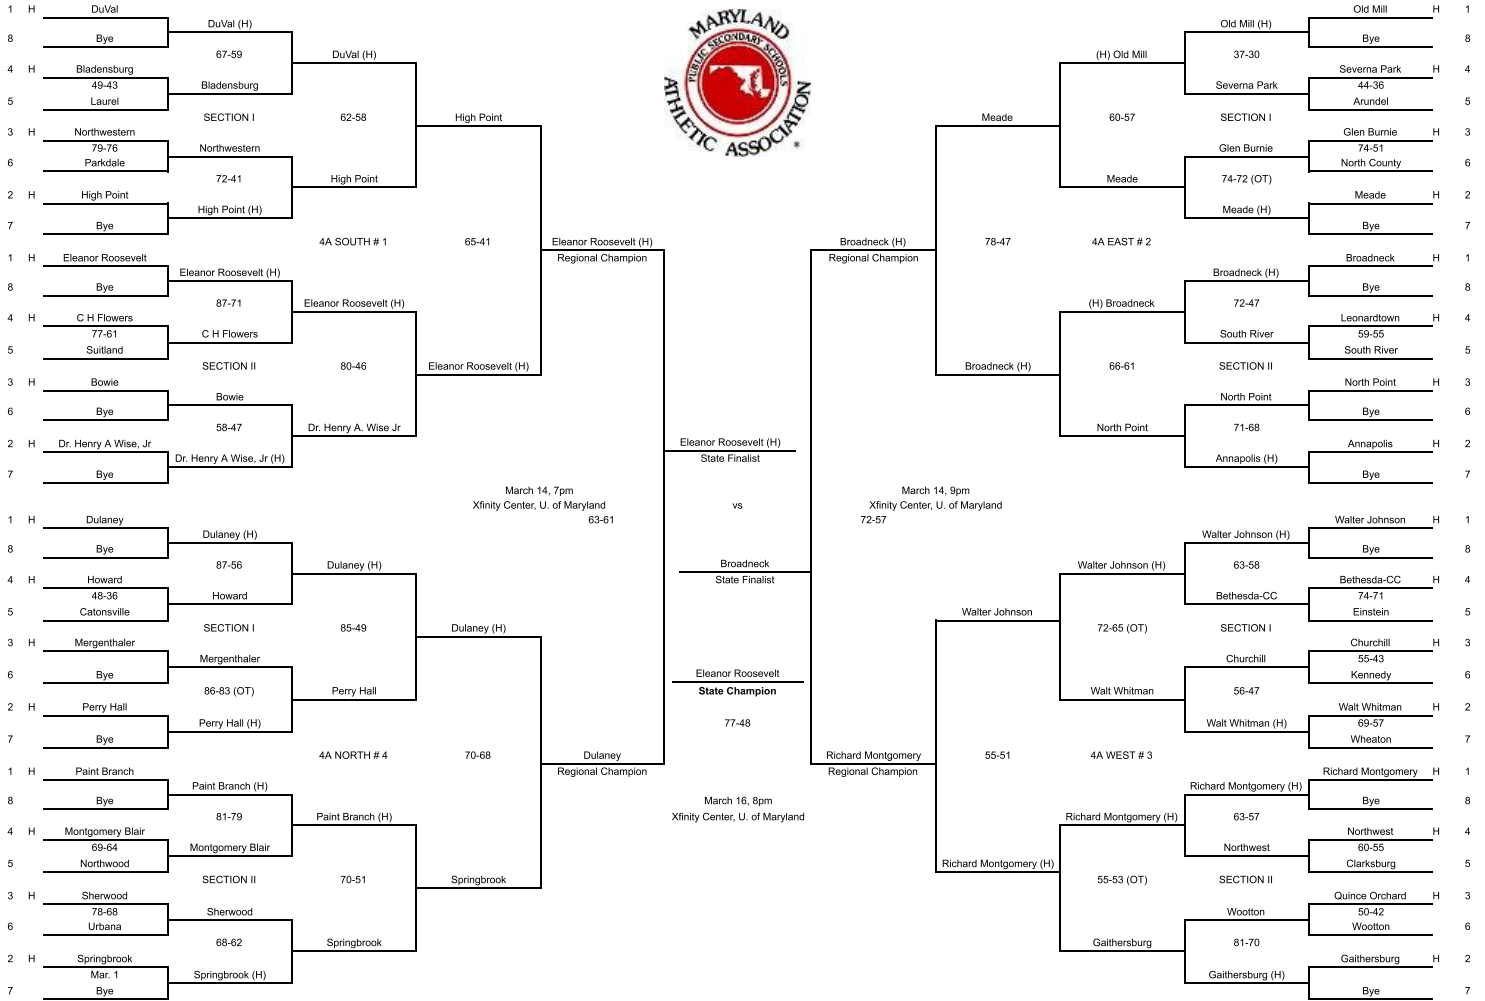 MARYLAND
PUBLIC SECONDARY SCHOOLS
ATHLETIC ASSOCIATION
®
1 H DuVal
8 Bye
DuVal (H)
67-59
4 H Bladensburg
49-43
5 Laurel
Bladensburg
DuVal (H)
SECTION I
62-58
3 H Northwestern
79-76
6 Parkdale
Northwestern
72-41
2 H High Point
7 Bye
High Point (H)
High Point
High Point
4A SOUTH # 1
65-41
1 H Eleanor Roosevelt
8 Bye
Eleanor Roosevelt (H)
87-71
4 H C H Flowers
77-61
5 Suitland
C H Flowers
Eleanor Roosevelt (H)
SECTION II
80-46
3 H Bowie
6 Bye
Bowie
58-47
2 H Dr. Henry A Wise, Jr
7 Bye
Dr. Henry A Wise, Jr (H)
Dr. Henry A. Wise Jr
Eleanor Roosevelt (H)
Eleanor Roosevelt (H)
Regional Champion
March 14, 7pm
Xfinity Center, U. of Maryland
63-61
1 H Dulaney
8 Bye
Dulaney (H)
87-56
4 H Howard
48-36
5 Catonsville
Howard
Dulaney (H)
SECTION I
85-49
3 H Mergenthaler
6 Bye
Mergenthaler
86-83 (OT)
2 H Perry Hall
7 Bye
Perry Hall (H)
Perry Hall
Dulaney (H)
4A NORTH # 4
70-68
1 H Paint Branch
8 Bye
Paint Branch (H)
81-79
4 H Montgomery Blair
69-64
5 Northwood
Montgomery Blair
Paint Branch (H)
SECTION II
70-51
3 H Sherwood
78-68
6 Urbana
Sherwood
68-62
2 H Springbrook
Mar. 1
7 Bye
Springbrook (H)
Springbrook
Springbrook
Dulaney
Regional Champion
Eleanor Roosevelt (H)
State Finalist
vs
Broadneck
State Finalist
Eleanor Roosevelt
State Champion
77-48
March 16, 8pm
Xfinity Center, U. of Maryland
Old Mill H 1
Bye 8
Old Mill (H)
37-30
Severna Park H 4
44-36
Arundel 5
Severna Park
(H) Old Mill
SECTION I
60-57
Glen Burnie H 3
74-51
North County 6
Glen Burnie
74-72 (OT)
Meade H 2
Bye 7
Meade (H)
Meade
Meade
4A EAST # 2
78-47
Broadneck H 1
Bye 8
Broadneck (H)
72-47
Leonardtown H 4
59-55
South River 5
South River
(H) Broadneck
SECTION II
66-61
North Point H 3
Bye 6
North Point
71-68
Annapolis H 2
Bye 7
Annapolis (H)
North Point
Broadneck (H)
Broadneck (H)
Regional Champion
March 14, 9pm
Xfinity Center, U. of Maryland
72-57
Walter Johnson H 1
Bye 8
Walter Johnson (H)
63-58
Bethesda-CC H 4
74-71
Einstein 5
Bethesda-CC
Walter Johnson (H)
SECTION I
72-65 (OT)
Churchill H 3
55-43
Kennedy 6
Churchill
56-47
Walt Whitman H 2
69-57
Wheaton 7
Walt Whitman (H)
Walt Whitman
Walter Johnson
4A WEST # 3
55-51
Richard Montgomery H 1
Bye 8
Richard Montgomery (H)
63-57
Northwest H 4
60-55
Clarksburg 5
Northwest
Richard Montgomery (H)
SECTION II
55-53 (OT)
Quince Orchard H 3
50-42
Wootton 6
Wootton
81-70
Gaithersburg H 2
Bye 7
Gaithersburg (H)
Gaithersburg
Richard Montgomery (H)
Richard Montgomery
Regional Champion